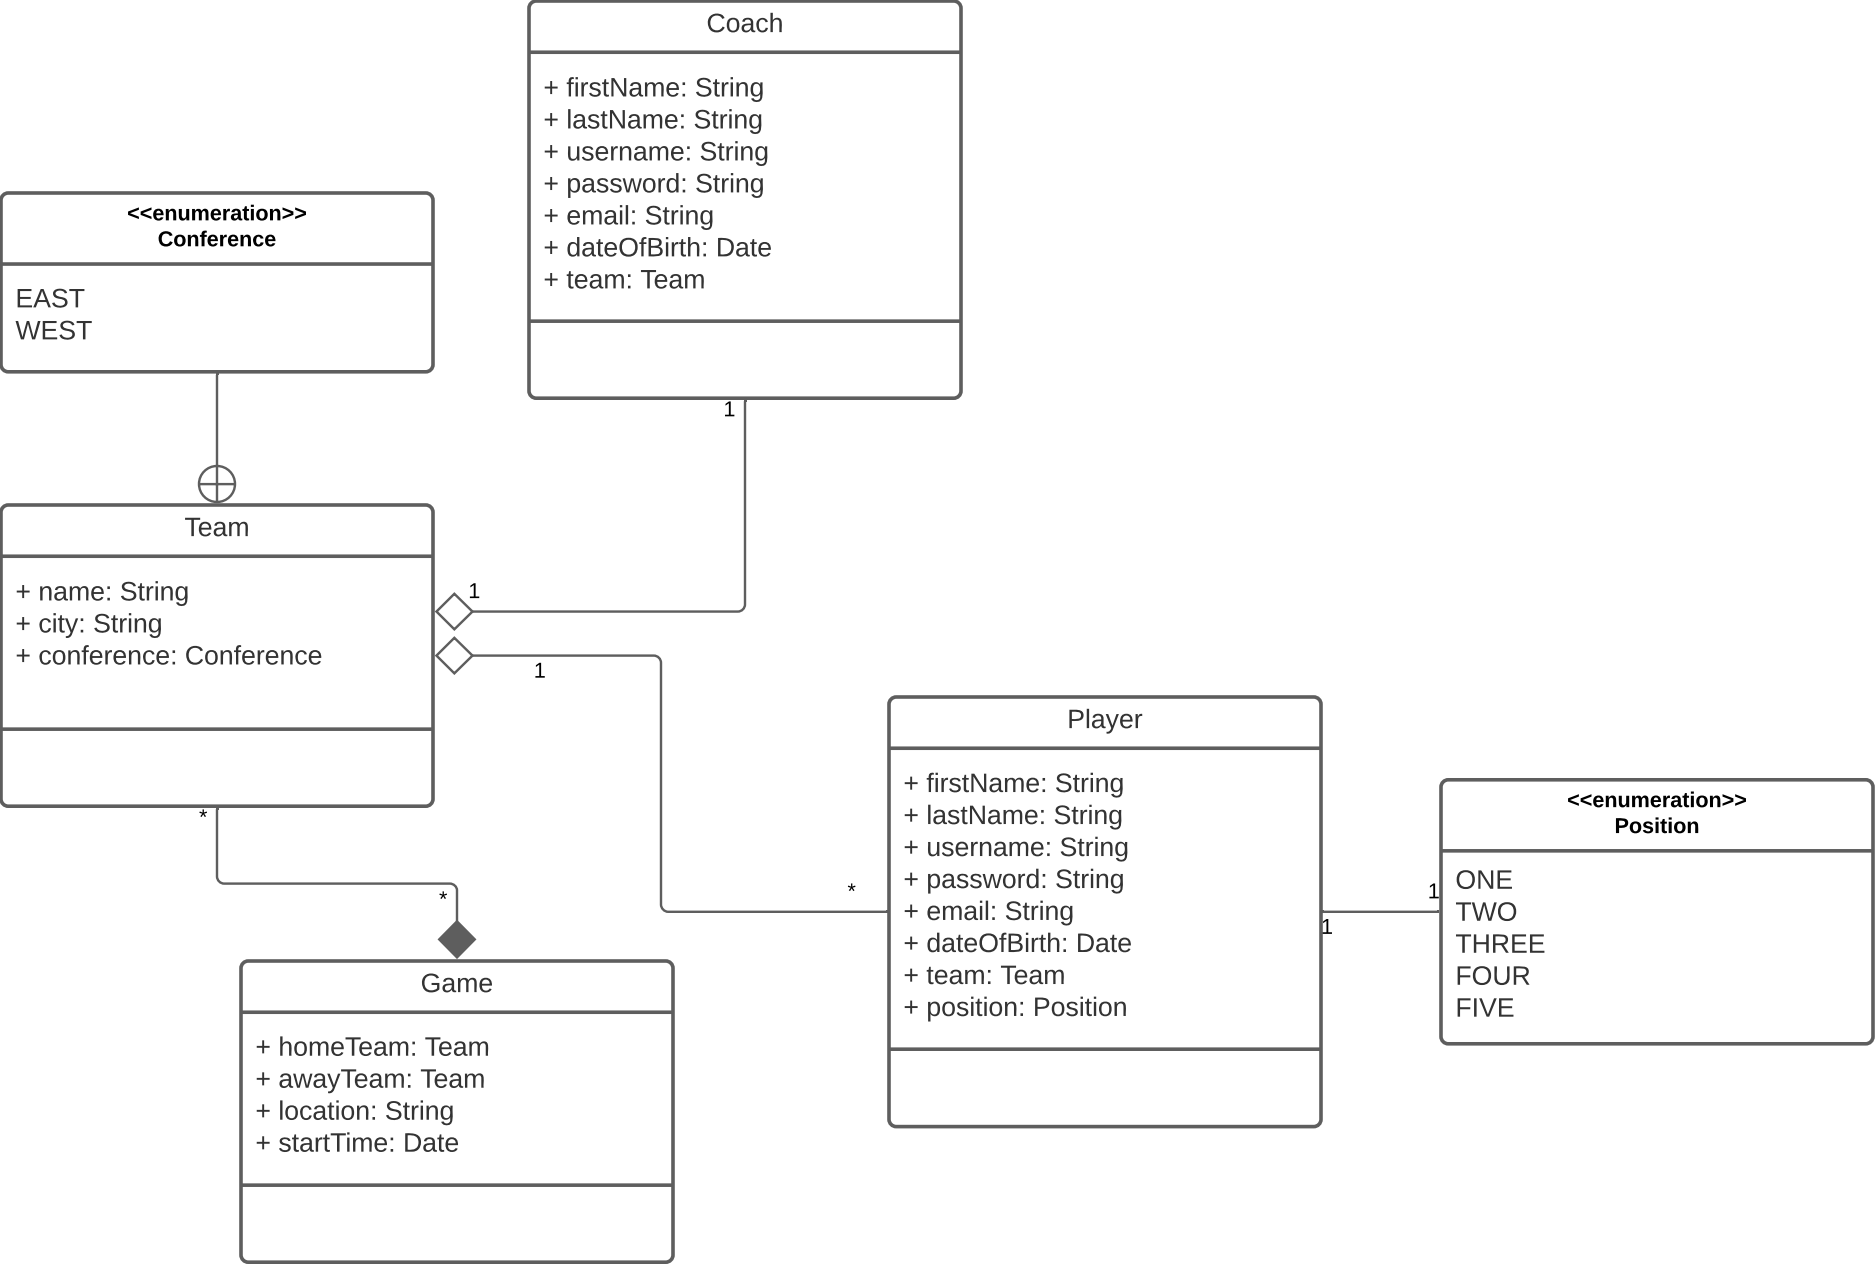 Coach
+ firstName: String
+ lastName: String
+ username: String
+ password: String
+ email: String
+ dateOfBirth: Date
+ team: Team
<<enumeration>>
Conference
EAST
WEST
1
Team
+ name: String
+ city: String
+ conference: Conference
1
1
*
*
Player
+ firstName: String
+ lastName: String
+ username: String
+ password: String
+ email: String
+ dateOfBirth: Date
+ team: Team
+ position: Position
*
1
1
<<enumeration>>
Position
ONE
TWO
THREE
FOUR
FIVE
Game
+ homeTeam: Team
+ awayTeam: Team
+ location: String
+ startTime: Date